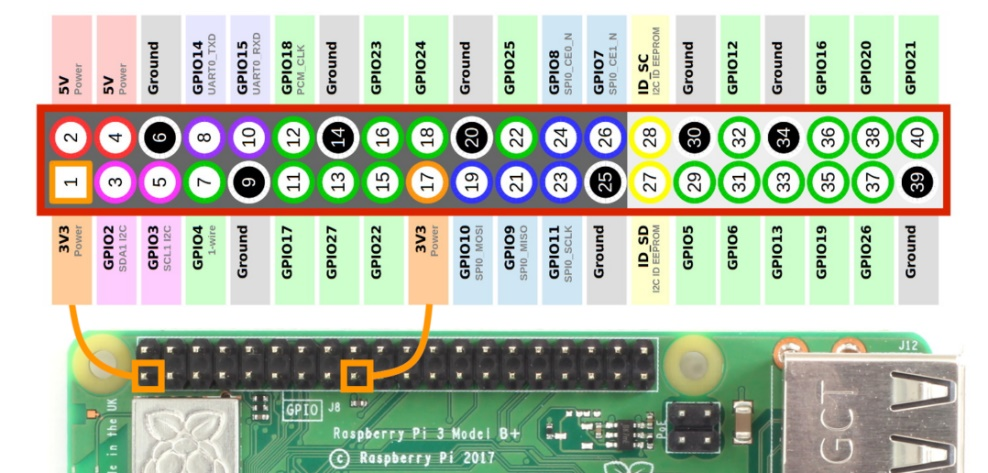 5V
Power
5V
Power
Ground
GPIO14
UART0_TXD
GPIO15
UART0_RXD
GPIO18
PCM_CLK
Ground
GPIO23
GPIO24
Ground
GPIO25
GPIO8
SPI0_CE0_N
GPIO7
SPI0_CE1_N
ID_SC
I2C ID EEPROM
Ground
GPIO12
Ground
GPIO16
GPIO20
GPIO21
2 4 6 8 10 12 14 16 18 20 22 24 26 28 30 32 34 36 38 40
1 3 5 7 9 11 13 15 17 19 21 23 25 27 29 31 33 35 37 39
3V3
Power
GPIO2
SDA1 I2C
GPIO3
SCL1 I2C
GPIO4
1-wire
Ground
GPIO17
GPIO27
GPIO22
3V3
Power
GPIO10
SPI0_MOSI
GPIO9
SPI0_MISO
GPIO11
SPI0_SCLK
Ground
ID_SD
I2C ID EEPROM
GPIO5
GPIO6
GPIO13
GPIO19
GPIO26
Ground
J12
GPIO J8
Raspberry Pi 3 Model B+
© Raspberry Pi 2017
PoE
GCT
in the UK